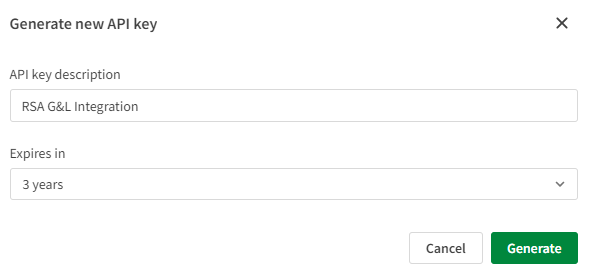 Generate new API key
API key description
RSA G&L Integration
Expires in
3 years
Cancel
Generate